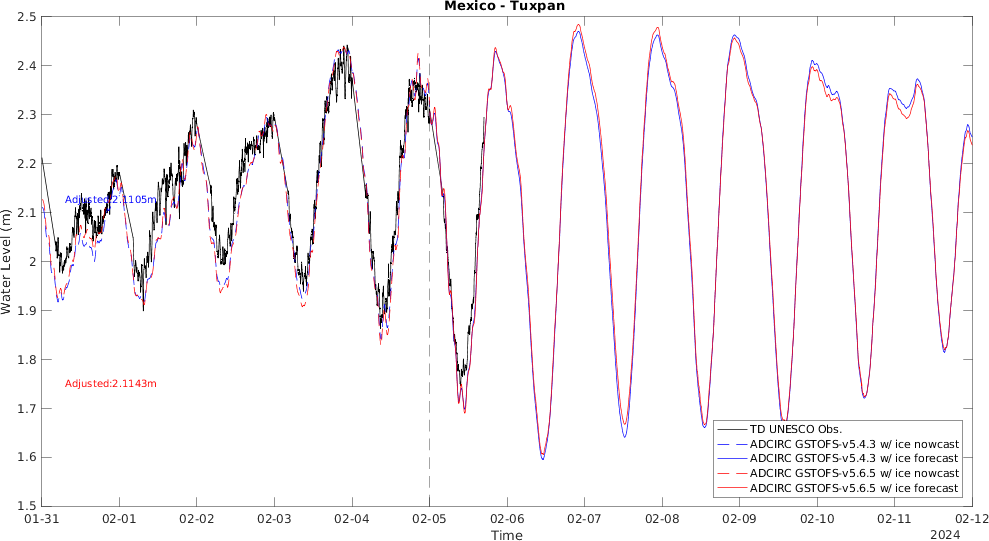 Mexico - Tuxpan
2.5
2.4
2.3
2.2
2.1
2
1.9
1.8
1.7
1.6
1.5
Water Level (m)
Adjusted:2.1105m
Adjusted:2.1143m
TD UNESCO Obs.
ADCIRC GSTOFS-v5.4.3 w/ ice nowcast
ADCIRC GSTOFS-v5.4.3 w/ ice forecast
ADCIRC GSTOFS-v5.6.5 w/ ice nowcast
ADCIRC GSTOFS-v5.6.5 w/ ice forecast
01-31 02-01 02-02 02-03 02-04 02-05 02-06 02-07 02-08 02-09 02-10 02-11 02-12
Time
2024